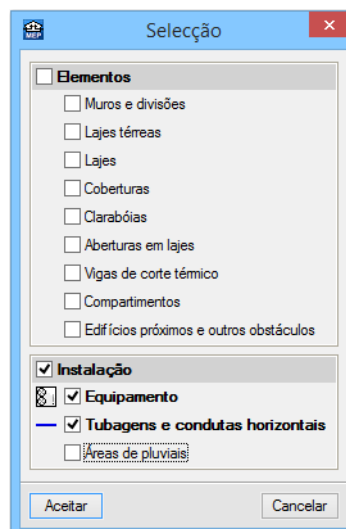 MEP
Selecção
Elementos
Muros e divisões
Lajes térreas
Lajes
Coberturas
Clarabóias
Aberturas em lajes
Vigas de corte térmico
Compartimentos
Edifícios próximos e outros obstáculos
Instalação
Equipamento
Tubagens e condutas horizontais
Áreas de pluviais
Aceitar
Cancelar